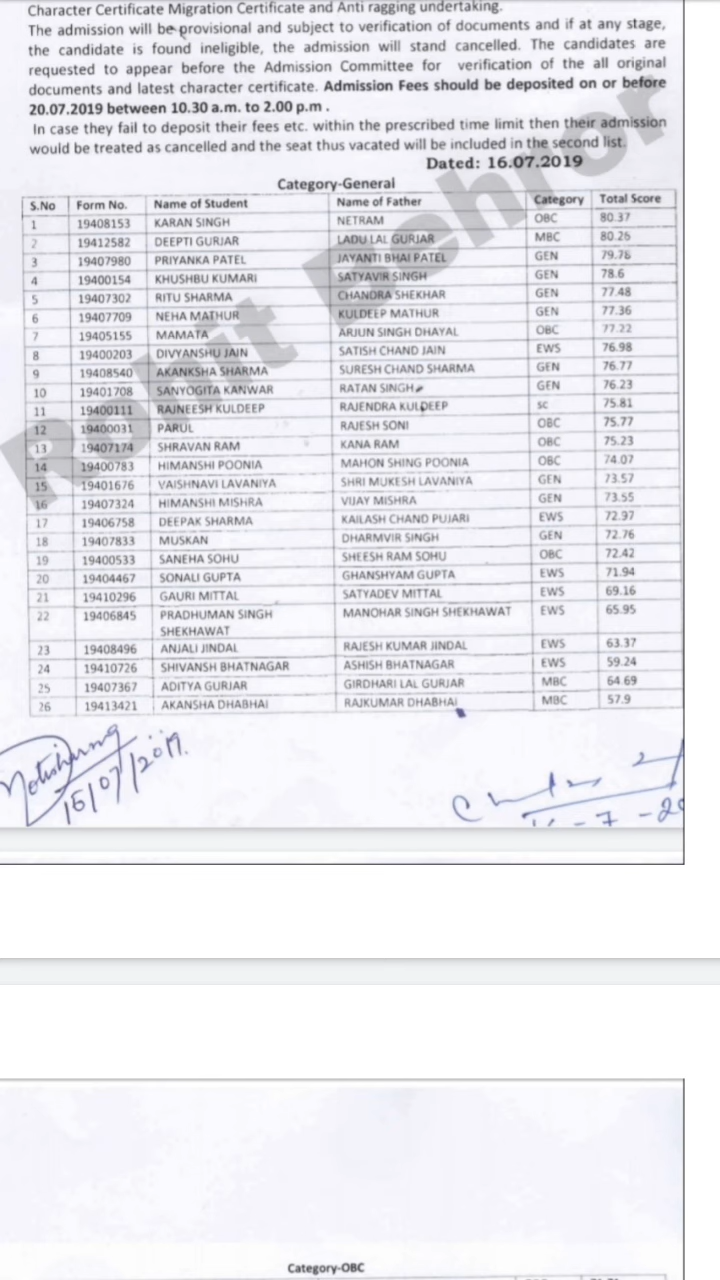 Character Certificate Migration Certificate and Anti ragging undertaking.
The admission will be provisional and subject to verification of documents and if at any stage,
the candidate is found ineligible, the admission will stand cancelled. The candidates are
requested to appear before the Admission Committee for verification of the all original
documents and latest character certificate. Admission Fees should be deposited on or before
20.07.2019 between 10.30 a.m. to 2.00 p.m .
In case they fail to deposit their fees etc. within the prescribed time limit then their admission
would be treated as cancelled and the seat thus vacated will be included in the second list.
Dated: 16.07.2019
Category-General
S.No Form No. Name of Student Name of Father Category Total Score
1 19408153 KARAN SINGH NETRAM OBC 80.37
2 19412582 DEEPTI GURJAR LADU LAL GURJAR MBC 80.26
3 19407980 PRIYANKA PATEL JAYANTI BHAI PATEL GEN 79.76
4 19400154 KHUSHBU KUMARI SATYAVIR SINGH GEN 78.6
5 19407302 RITU SHARMA CHANDRA SHEKHAR GEN 77.48
6 19407709 NEHA MATHUR KULDEEP MATHUR GEN 77.36
7 19405155 MAMATA ARJUN SINGH DHAYAL OBC 77.22
8 19400203 DIVYANSHU JAIN SATISH CHAND JAIN EWS 76.98
9 19408540 AKANKSHA SHARMA SURESH CHAND SHARMA GEN 76.77
10 19401708 SANYOGITA KANWAR RATAN SINGH GEN 76.23
11 19400111 RAJNEESH KULDEEP RAJENDRA KULDEEP SC 75.81
12 19400031 PARUL RAJESH SONI OBC 75.77
13 19407174 SHRAVAN RAM KANA RAM OBC 75.23
14 19400783 HIMANSHI POONIA MAHON SHING POONIA OBC 74.07
15 19401676 VAISHNAVI LAVANIYA SHRI MUKESH LAVANIYA GEN 73.57
16 19407324 HIMANSHI MISHRA VIJAY MISHRA GEN 73.55
17 19406758 DEEPAK SHARMA KAILASH CHAND PUJARI EWS 72.97
18 19407833 MUSKAN DHARMVIR SINGH GEN 72.76
19 19400533 SANEHA SOHU SHEESH RAM SOHU OBC 72.42
20 19404467 SONALI GUPTA GHANSHYAM GUPTA EWS 71.94
21 19410296 GAURI MITTAL SATYADEV MITTAL EWS 69.16
22 19406845 PRADHUMAN SINGH MANOHAR SINGH SHEKHAWAT EWS 65.95
SHEKHAWAT
23 19408496 ANJALI JINDAL RAJESH KUMAR JINDAL EWS 63.37
24 19410726 SHIVANSH BHATNAGAR ASHISH BHATNAGAR EWS 59.24
25 19407367 ADITYA GURJAR GIRDHARI LAL GURJAR MBC 64.69
26 19413421 AKANSHA DHABHAI RAJKUMAR DHABHAI MBC 57.9
Category-OBC